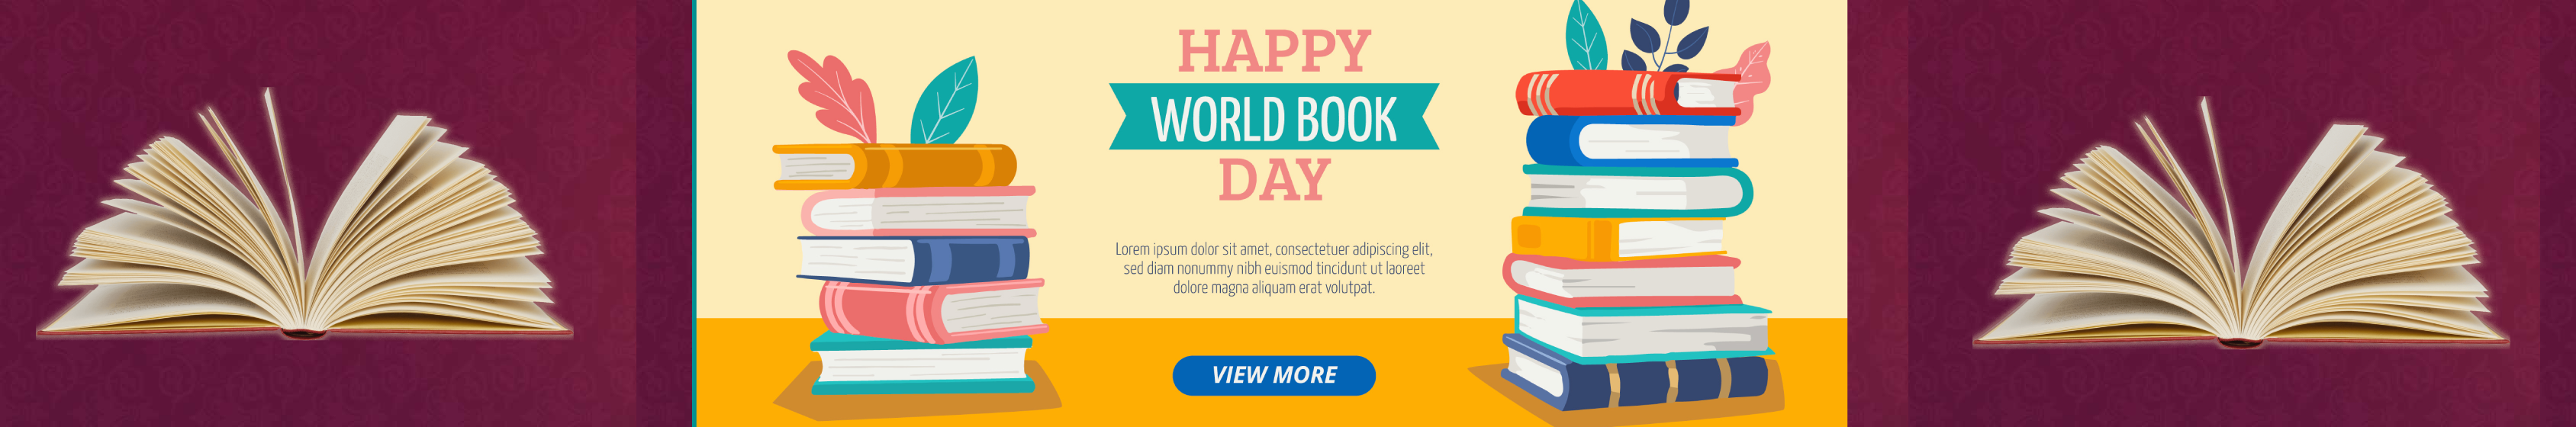 HAPPY
WORLD BOOK
DAY
Lorem ipsum dolor sit amet, consectetuer adipiscing elit,
sed diam nonummy nibh euismod tincidunt ut laoreet
dolore magna aliquam erat volutpat.
VIEW MORE